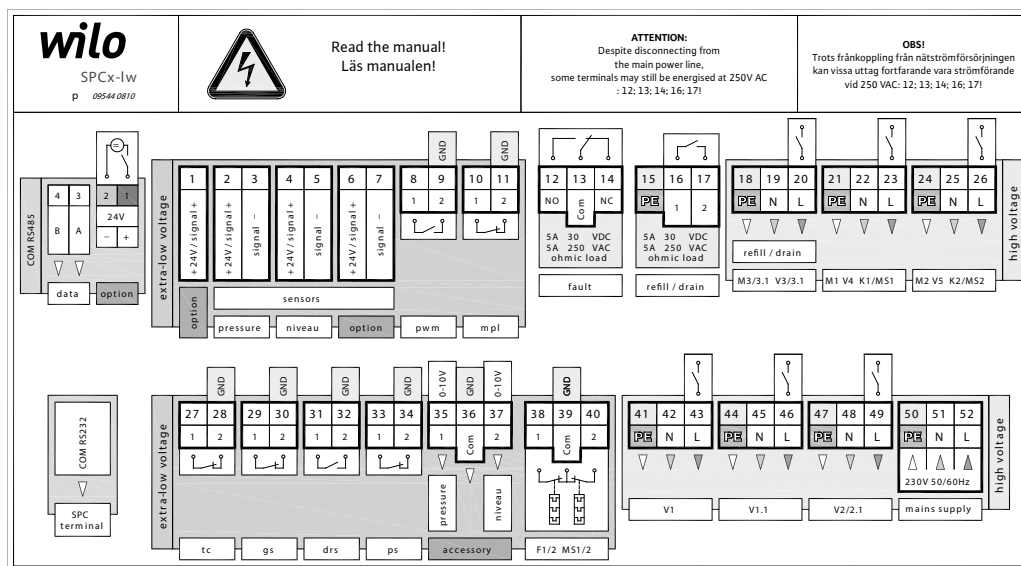 wilo
SPCx-lw
p 09544 0810
Read the manual!
Läs manualen!
ATTENTION:
Despite disconnecting from
the main power line,
some terminals may still be energised at 250V AC
: 12; 13; 14; 16; 17!
OBS!
Trots frånkoppling från nätströmförsörjningen
kan vissa uttag fortfarande vara strömförande
vid 250 VAC: 12; 13; 14; 16; 17!
COM RS485
4 3 2 1
B A 24V
− +
data option
extra-low voltage
1 2 3 4 5 6 7 8 9 10 11
GND GND
+ 24V / signal + + 24V / signal + signal − + 24V / signal + signal − + 24V / signal + signal − 1 2 1 2
option
sensors
pressure niveau option pwm mpl
12 13 14
NO Com NC
5A 30 VDC
5A 250 VAC
ohmic load
fault
15 16 17
PE 1 2
5A 30 VDC
5A 250 VAC
ohmic load
refill / drain
18 19 20 21 22 23 24 25 26
PE N L PE N L PE N L
refill / drain
M3/3.1 V3/3.1 M1 V4 K1/MS1 M2 V5 K2/MS2
high voltage
COM RS232
SPC
terminal
extra-low voltage
GND GND GND GND 0-10V GND 0-10V GND
27 28 29 30 31 32 33 34 35 36 37 38 39 40
1 2 1 2 1 2 1 2 1 Com 2 1 Com 2
pressure niveau
tc gs drs ps accessory F1/2 MS1/2
41 42 43 44 45 46 47 48 49 50 51 52
PE N L PE N L PE N L PE N L
230V 50/60Hz
V1 V1.1 V2/2.1 mains supply
high voltage